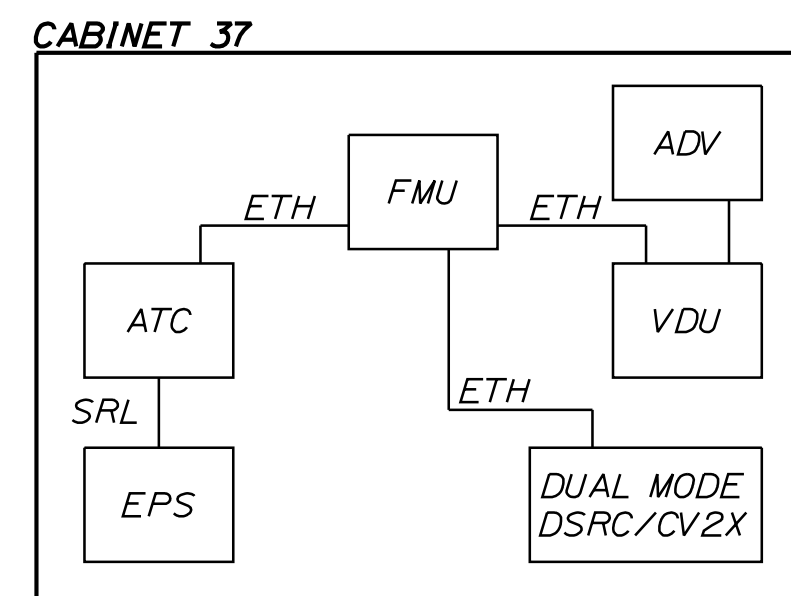 CABINET 37
ADV
FMU
ETH
ETH
ATC
VDU
ETH
SRL
EPS
DUAL MODE
DSRC/CV2X